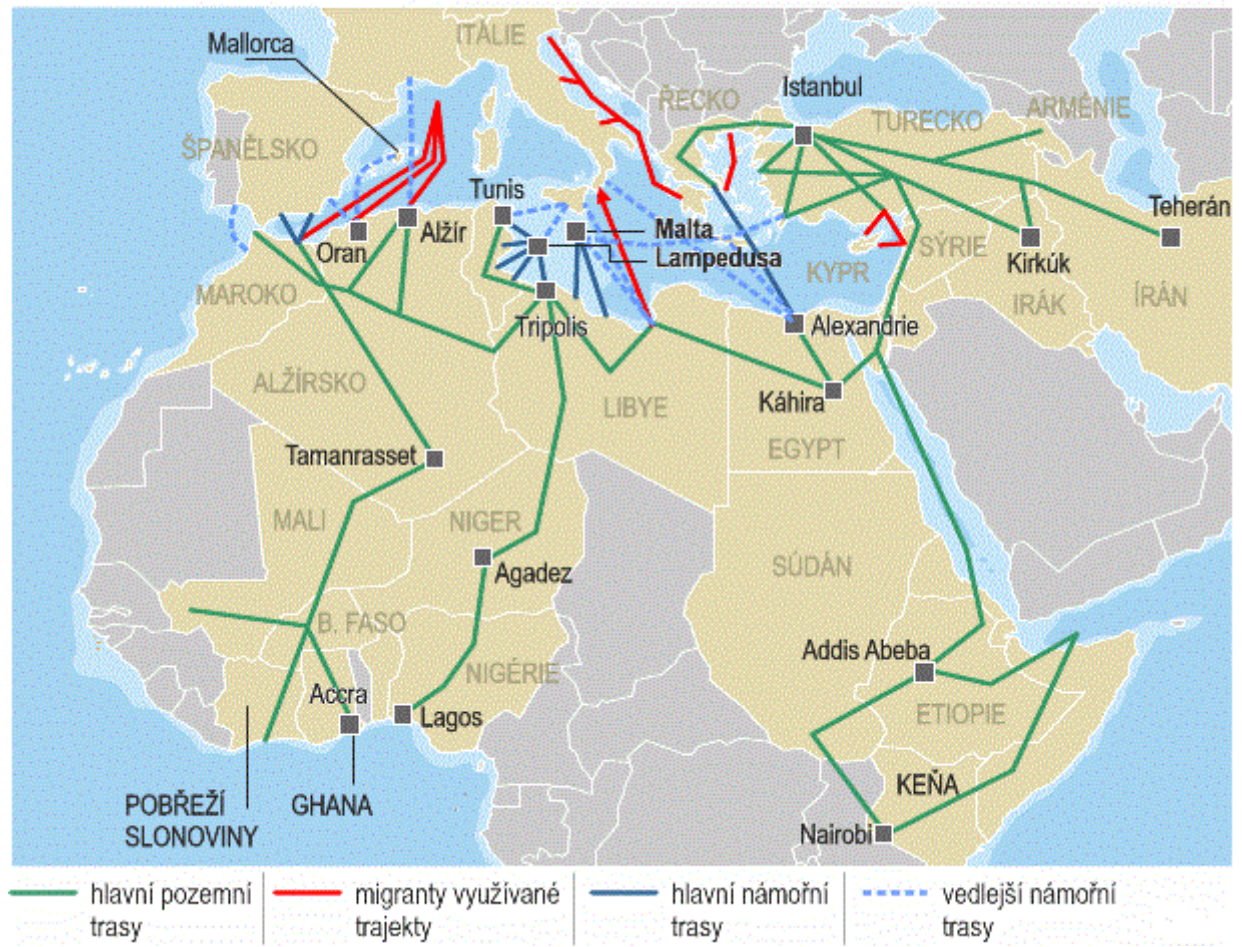 ITÁLIE
Mallorca
ŘECKO
Istanbul
TURECKO
ARMÉNIE
ŠPANĚLSKO
Tunis
Oran
Alžír
Malta
Lampedusa
Teherán
SÝRIE
Kirkúk
KYPR
MAROKO
IRÁK
ÍRÁN
Tripolis
Alexandrie
ALŽÍRSKO
LIBYE
Káhira
EGYPT
Tamanrasset
MALI
NIGER
Agadez
SÚDÁN
B. FASO
NIGÉRIE
Addis Abeba
Accra
Lagos
ETIOPIE
KEŇA
POBŘEŽÍ
SLONOVINY
GHANA
Nairobi
hlavní pozemní
trasy
migranty využívané
trajekty
hlavní námořní
trasy
vedlejší námořní
trasy